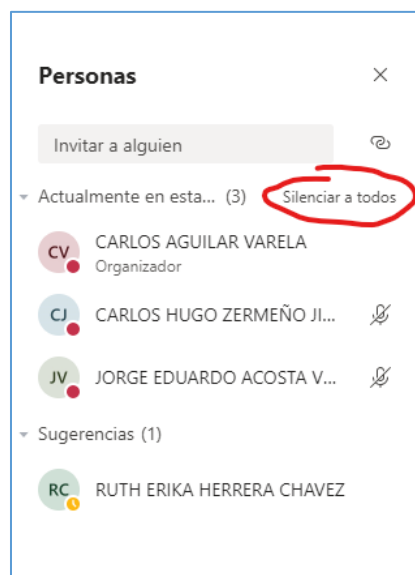 Personas
Invitar a alguien
Actualmente en esta... (3) Silenciar a todos
CV CARLOS AGUILAR VARELA
Organizador
CJ CARLOS HUGO ZERMEÑO JI...
JV JORGE EDUARDO ACOSTA V...
Sugerencias (1)
RC RUTH ERIKA HERRERA CHAVEZ